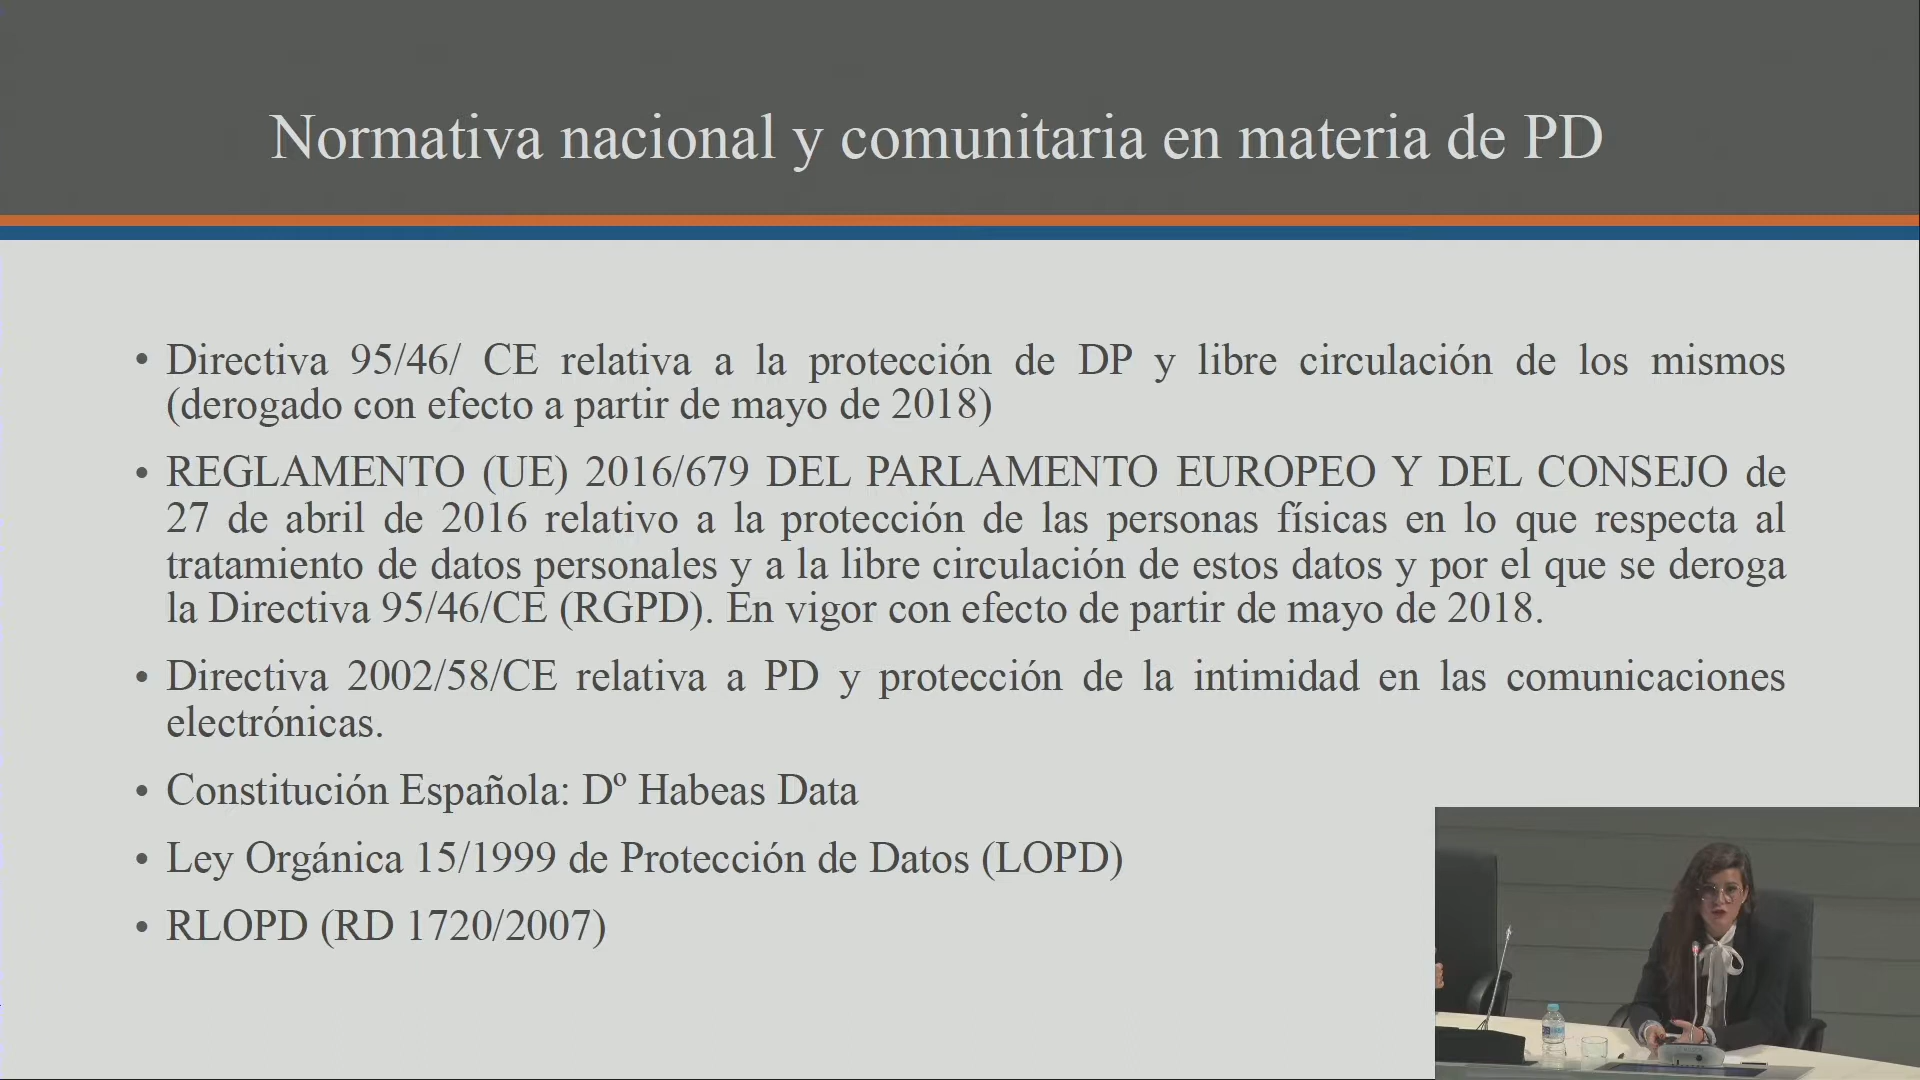 Normativa nacional y comunitaria en materia de PD
• Directiva 95/46/ CE relativa a la protección de DP y libre circulación de los mismos
(derogado con efecto a partir de mayo de 2018)
• REGLAMENTO (UE) 2016/679 DEL PARLAMENTO EUROPEO Y DEL CONSEJO de
27 de abril de 2016 relativo a la protección de las personas físicas en lo que respecta al
tratamiento de datos personales y a la libre circulación de estos datos y por el que se deroga
la Directiva 95/46/CE (RGPD). En vigor con efecto de partir de mayo de 2018.
• Directiva 2002/58/CE relativa a PD y protección de la intimidad en las comunicaciones
electrónicas.
• Constitución Española: Dº Habeas Data
• Ley Orgánica 15/1999 de Protección de Datos (LOPD)
• RLOPD (RD 1720/2007)